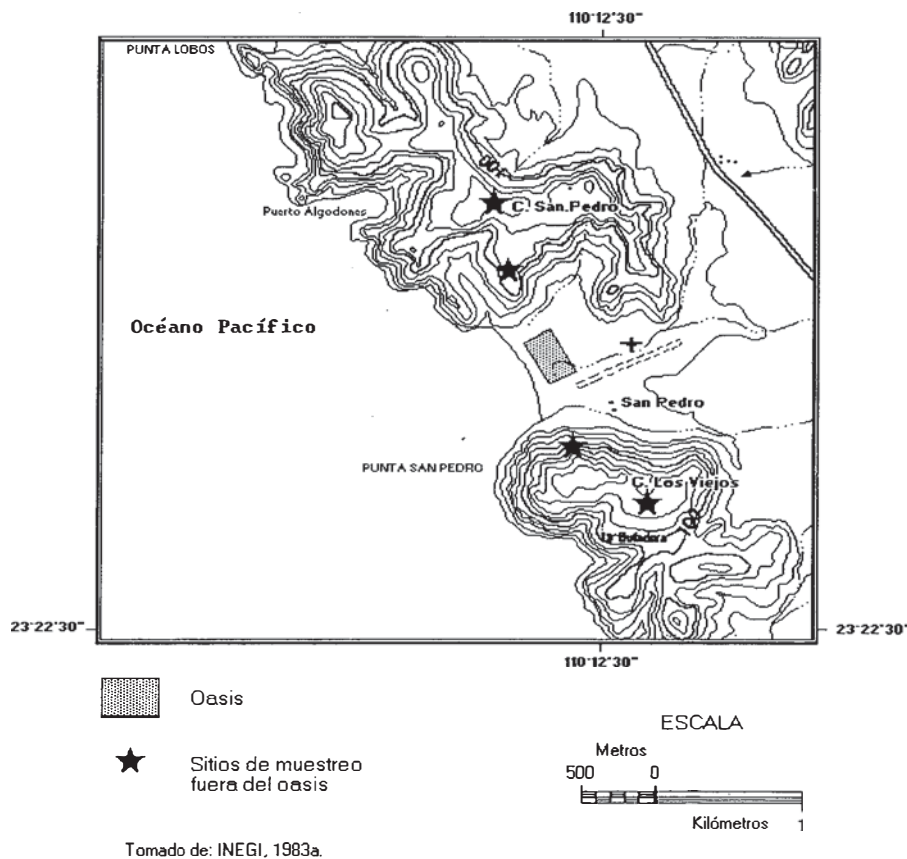 110°12'30"
PUNTA LOBOS
100
Puerto Algodones
C. San Pedro
Océano Pacífico
San Pedro
PUNTA SAN PEDRO
C. Los Viejos
100
23°22'30"
23°22'30"
110°12'30"
Oasis
Sitios de muestreo
fuera del oasis
ESCALA
Metros
500 0
Kilómetros 1
Tomado de: INEGI, 1983a.